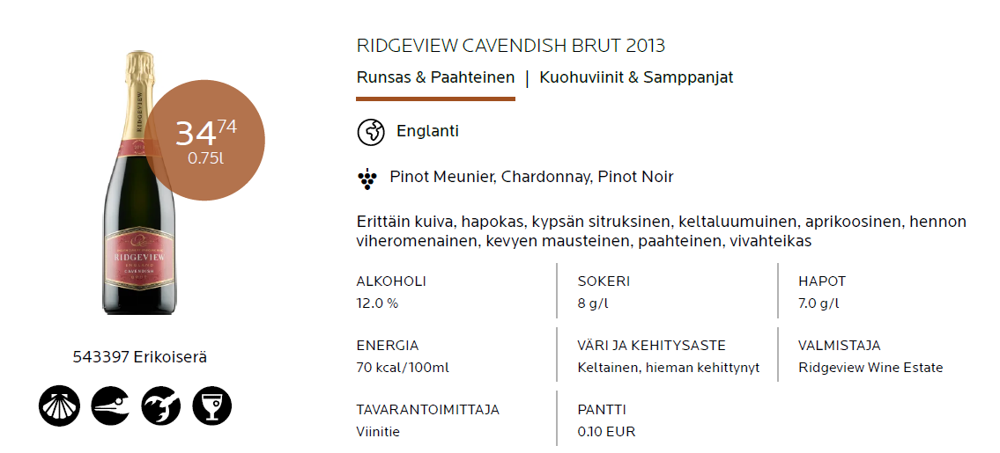 RIDGEVIEW CAVENDISH BRUT 2013
Runsas & Paahteinen | Kuohuviinit & Samppanjat
34 74
0.75l
Englanti
Pinot Meunier, Chardonnay, Pinot Noir
Erittäin kuiva, hapokas, kypsän sitruksinen, keltaluumuinen, aprikoosinen, hennon
viheromenainen, kevyen mausteinen, paahteinen, vivahteikas
RIDGEVIEW
RIDGEVIEW
ENGLAND
CAVENDISH
BRUT
543397 Erikoiserä
ALKOHOLI
12.0 %
SOKERI
8 g/l
HAPOT
7.0 g/l
ENERGIA
70 kcal/100ml
VÄRI JA KEHITYSASTE
Keltainen, hieman kehittynyt
VALMISTAJA
Ridgeview Wine Estate
TAVARANTOIMITTAJA
Viinitie
PANTTI
0.10 EUR